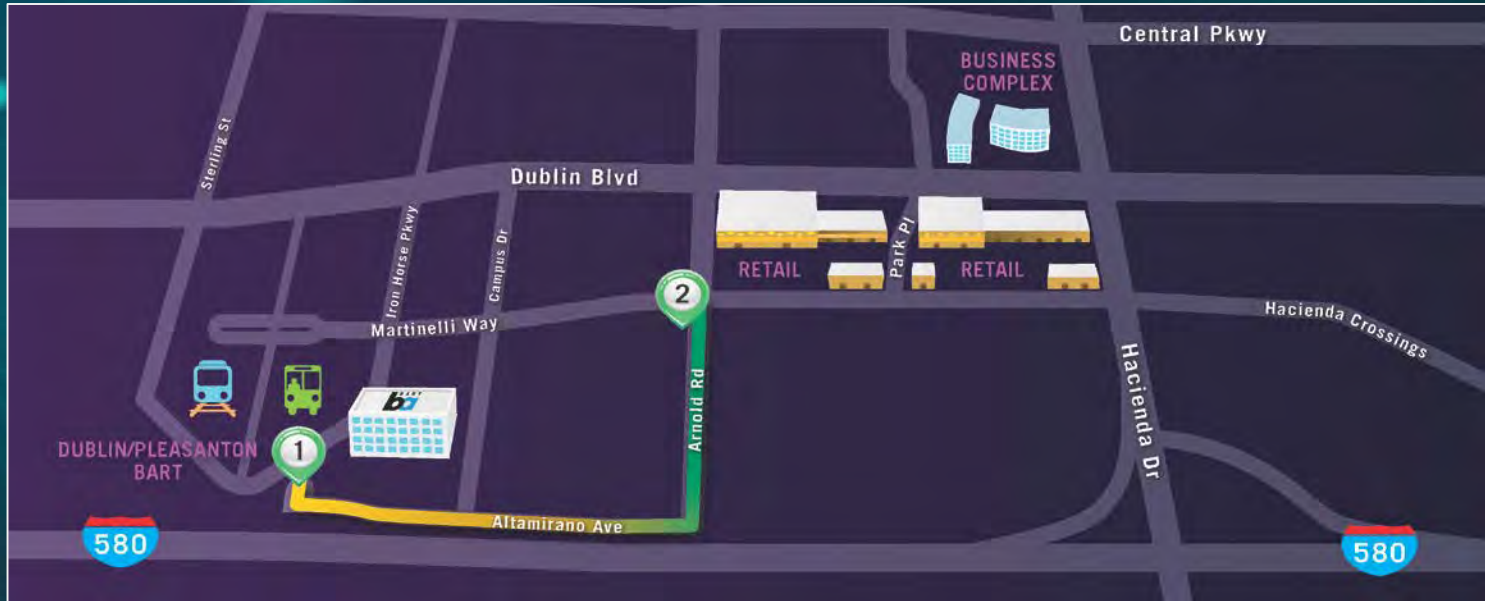 Central Pkwy
BUSINESS
COMPLEX
Sterling St
Dublin Blvd
Iron Horse Pkwy
Campus Dr
Park Pl
RETAIL
RETAIL
2
Martinelli Way
Hacienda Crossings
Arnold Rd
Hacienda Dr
DUBLIN/PLEASANTON
BART
1
Altamirano Ave
580
580